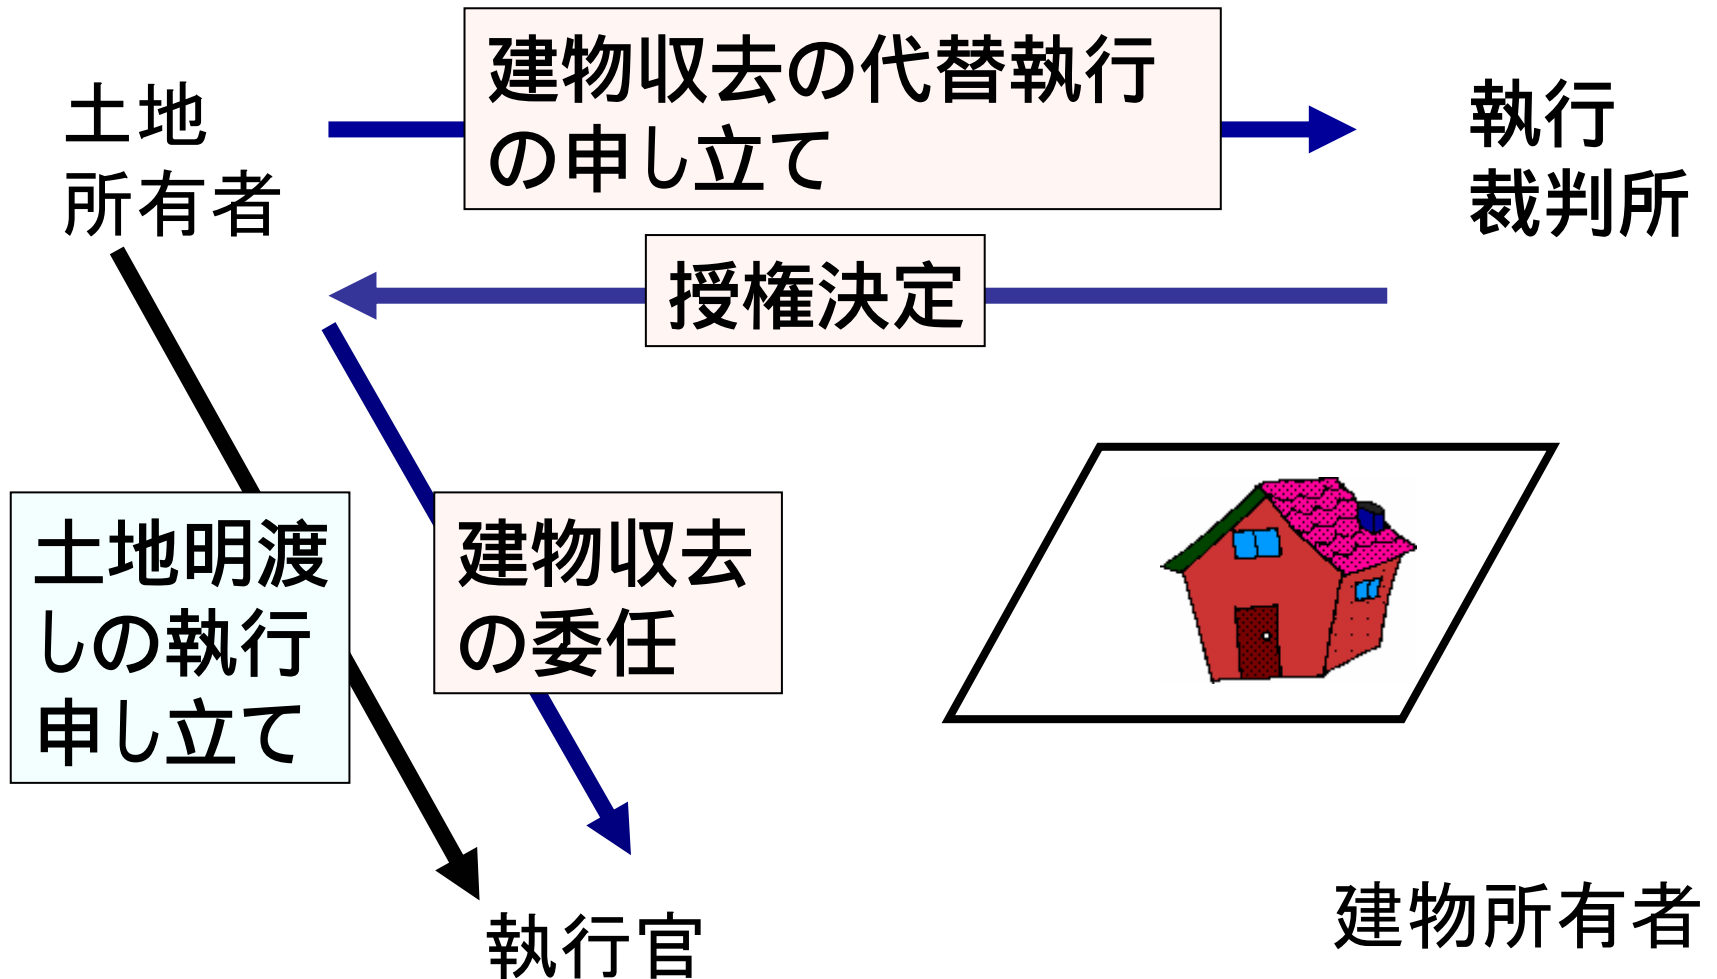 建物収去の代替執行
の申し立て
土地
所有者
執行
裁判所
授権決定
土地明渡
しの執行
申し立て
建物収去
の委任
建物所有者
執行官